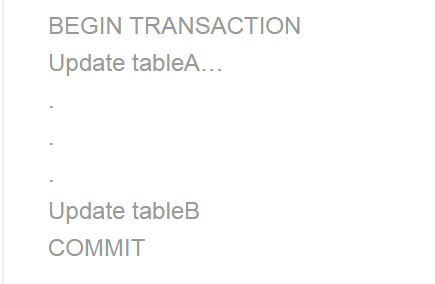 BEGIN TRANSACTION
Update tableA…
.
.
.
Update tableB
COMMIT